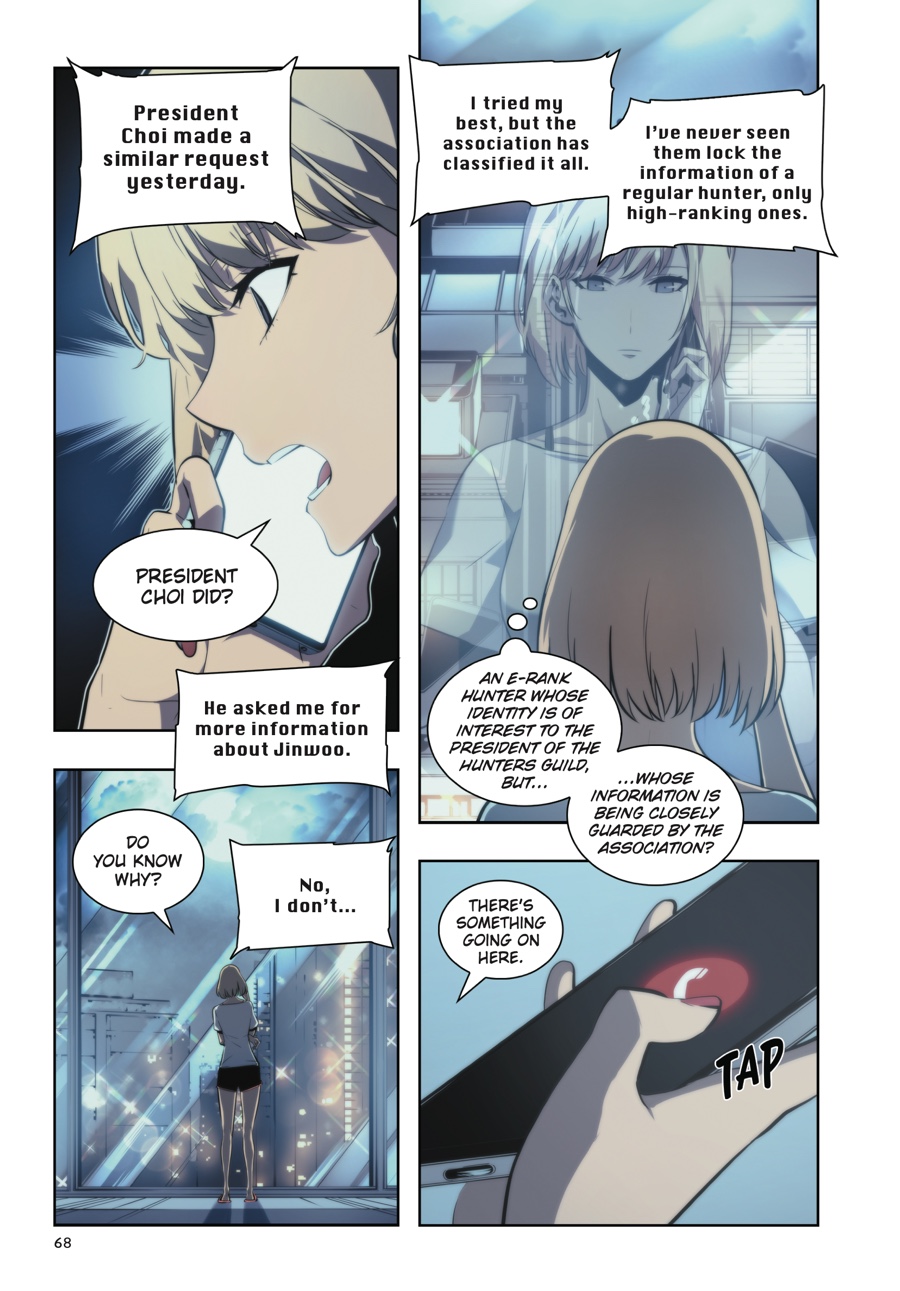 President
Choi made a
similar request
yesterday.
PRESIDENT
CHOI DID?
He asked me for
more information
about Jinwoo.
DO
YOU KNOW
WHY?
No,
I don't...
I tried my
best, but the
association has
classified it all.
I've never seen
them lock the
information of a
regular hunter, only
high-ranking ones.
AN E-RANK
HUNTER WHOSE
IDENTITY IS OF
INTEREST TO THE
PRESIDENT OF THE
HUNTERS GUILD,
BUT...
...WHOSE
INFORMATION IS
BEING CLOSELY
GUARDED BY THE
ASSOCIATION?
THERE'S
SOMETHING
GOING ON
HERE.
TAP
68